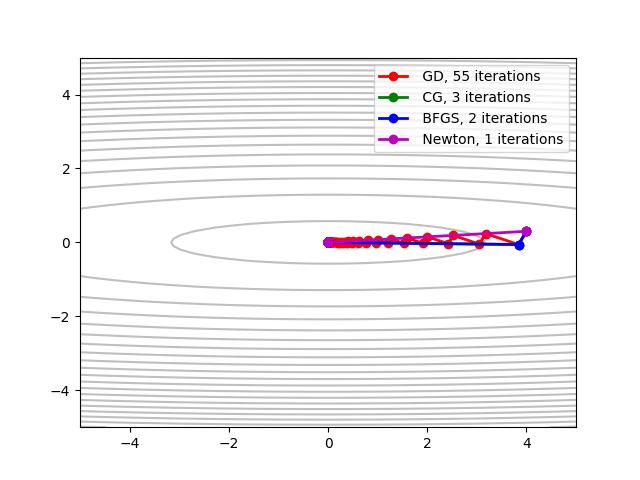 GD, 55 iterations
CG, 3 iterations
BFGS, 2 iterations
Newton, 1 iterations
4
2
0
−2
−4
−4
−2
0
2
4